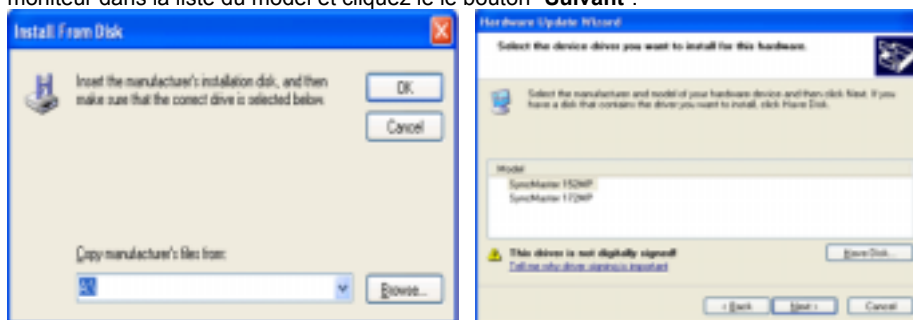 moniteur dans la liste du model et cliquez le le bouton "Suivant".
Install From Disk
Insert the manufacturer's installation disk, and then
make sure that the correct drive is selected below.
OK
Cancel
Copy manufacturer's files from:
Browse...
Hardware Update Wizard
Select the device driver you want to install for this hardware.
Select the manufacturer and model of your hardware device and then click Next. If you
have a disk that contains the driver you want to install, click Have Disk.
Model
SyncMaster 152MP
SyncMaster 172MP
This driver is not digitally signed!
Tell me why driver signing is important
Have Disk...
< Back
Next >
Cancel